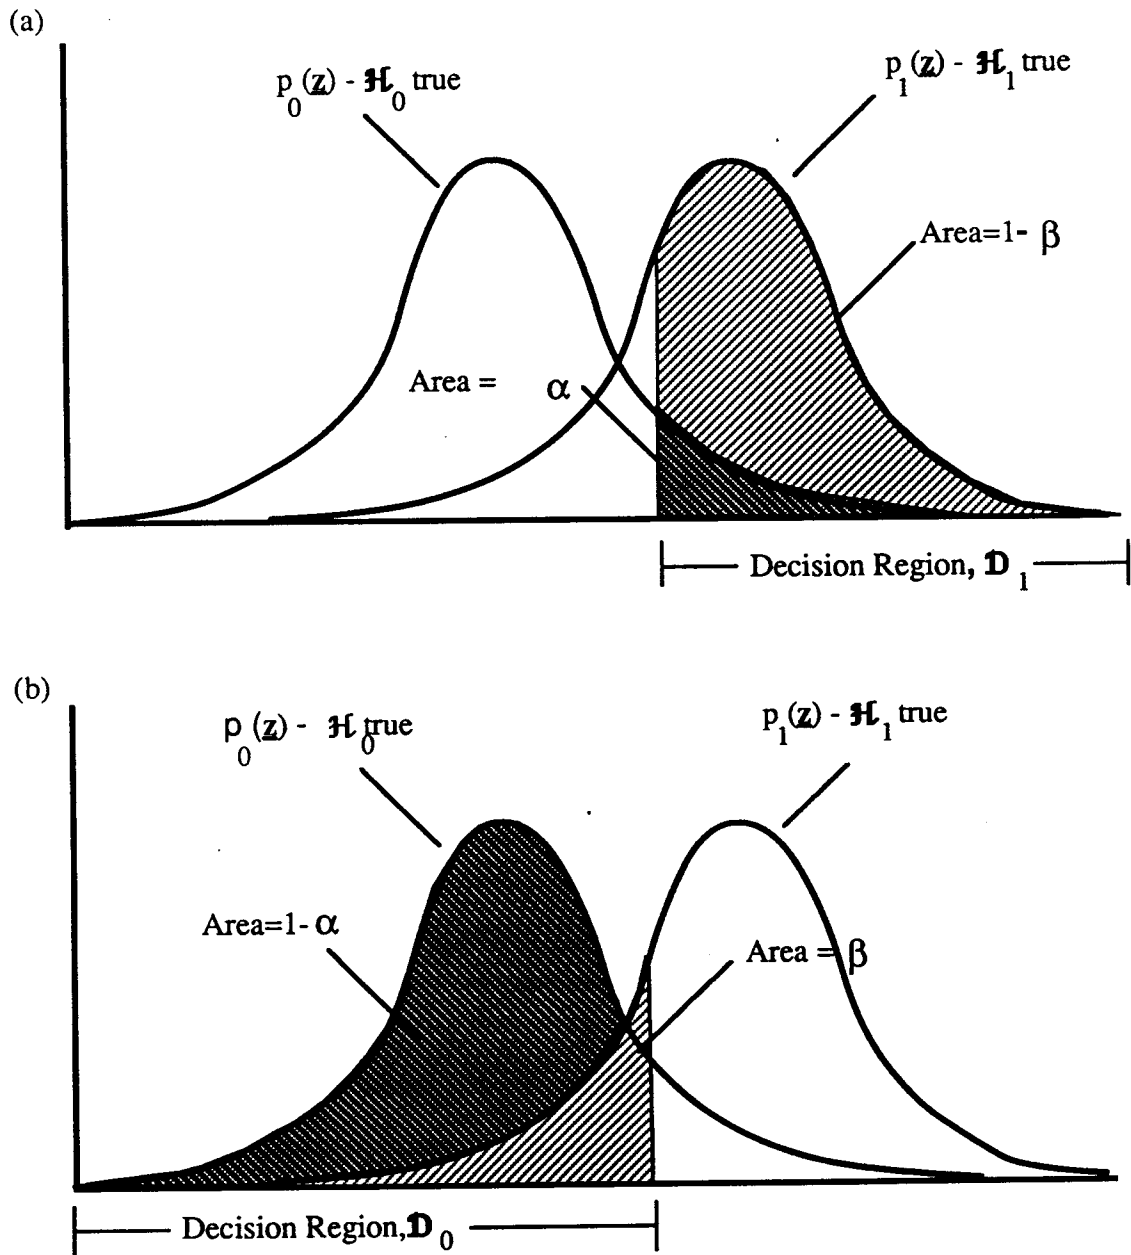 (a)
p₀(z̲) - ℋ₀ true
p₁(z̲) - ℋ₁ true
Area=1- β
Area = α
Decision Region, 𝔇₁
(b)
p₀(z̲) - ℋ₀ true
p₁(z̲) - ℋ₁ true
Area=1-α
Area = β
Decision Region,𝔇₀